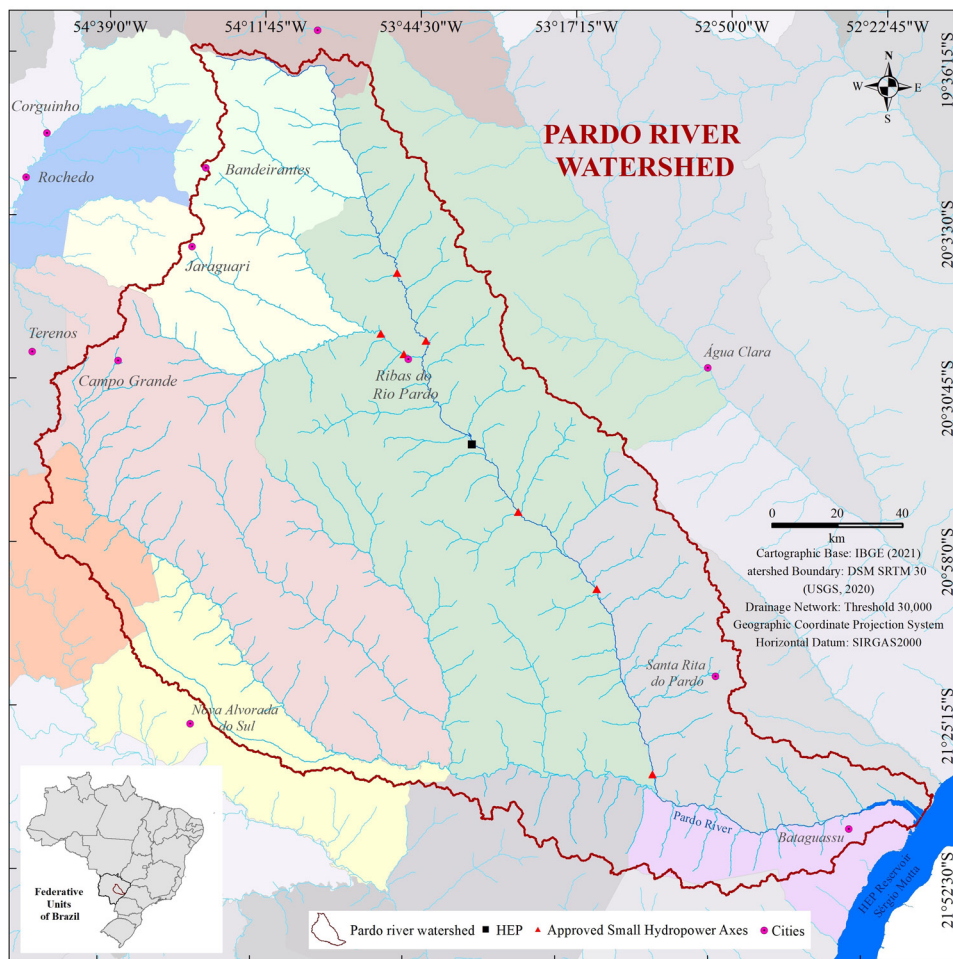 54°39'0"W 54°11'45"W 53°44'30"W 53°17'15"W 52°50'0"W 52°22'45"W
19°36'15"S
20°3'30"S
20°30'45"S
20°58'0"S
21°25'15"S
21°52'30"S
N
W E
S
PARDO RIVER
WATERSHED
Corguinho
Rochedo
Bandeirantes
Jaraguari
Terenos
Campo Grande
Ribas do
Rio Pardo
Água Clara
0 20 40
km
Cartographic Base: IBGE (2021)
atershed Boundary: DSM SRTM 30
(USGS, 2020)
Drainage Network: Threshold 30,000
Geographic Coordinate Projection System
Horizontal Datum: SIRGAS2000
Santa Rita
do Pardo
Nova Alvorada
do Sul
Pardo River
Bataguassu
HEP Reservoir
Sérgio Motta
Federative
Units
of Brazil
Pardo river watershed HEP Approved Small Hydropower Axes Cities